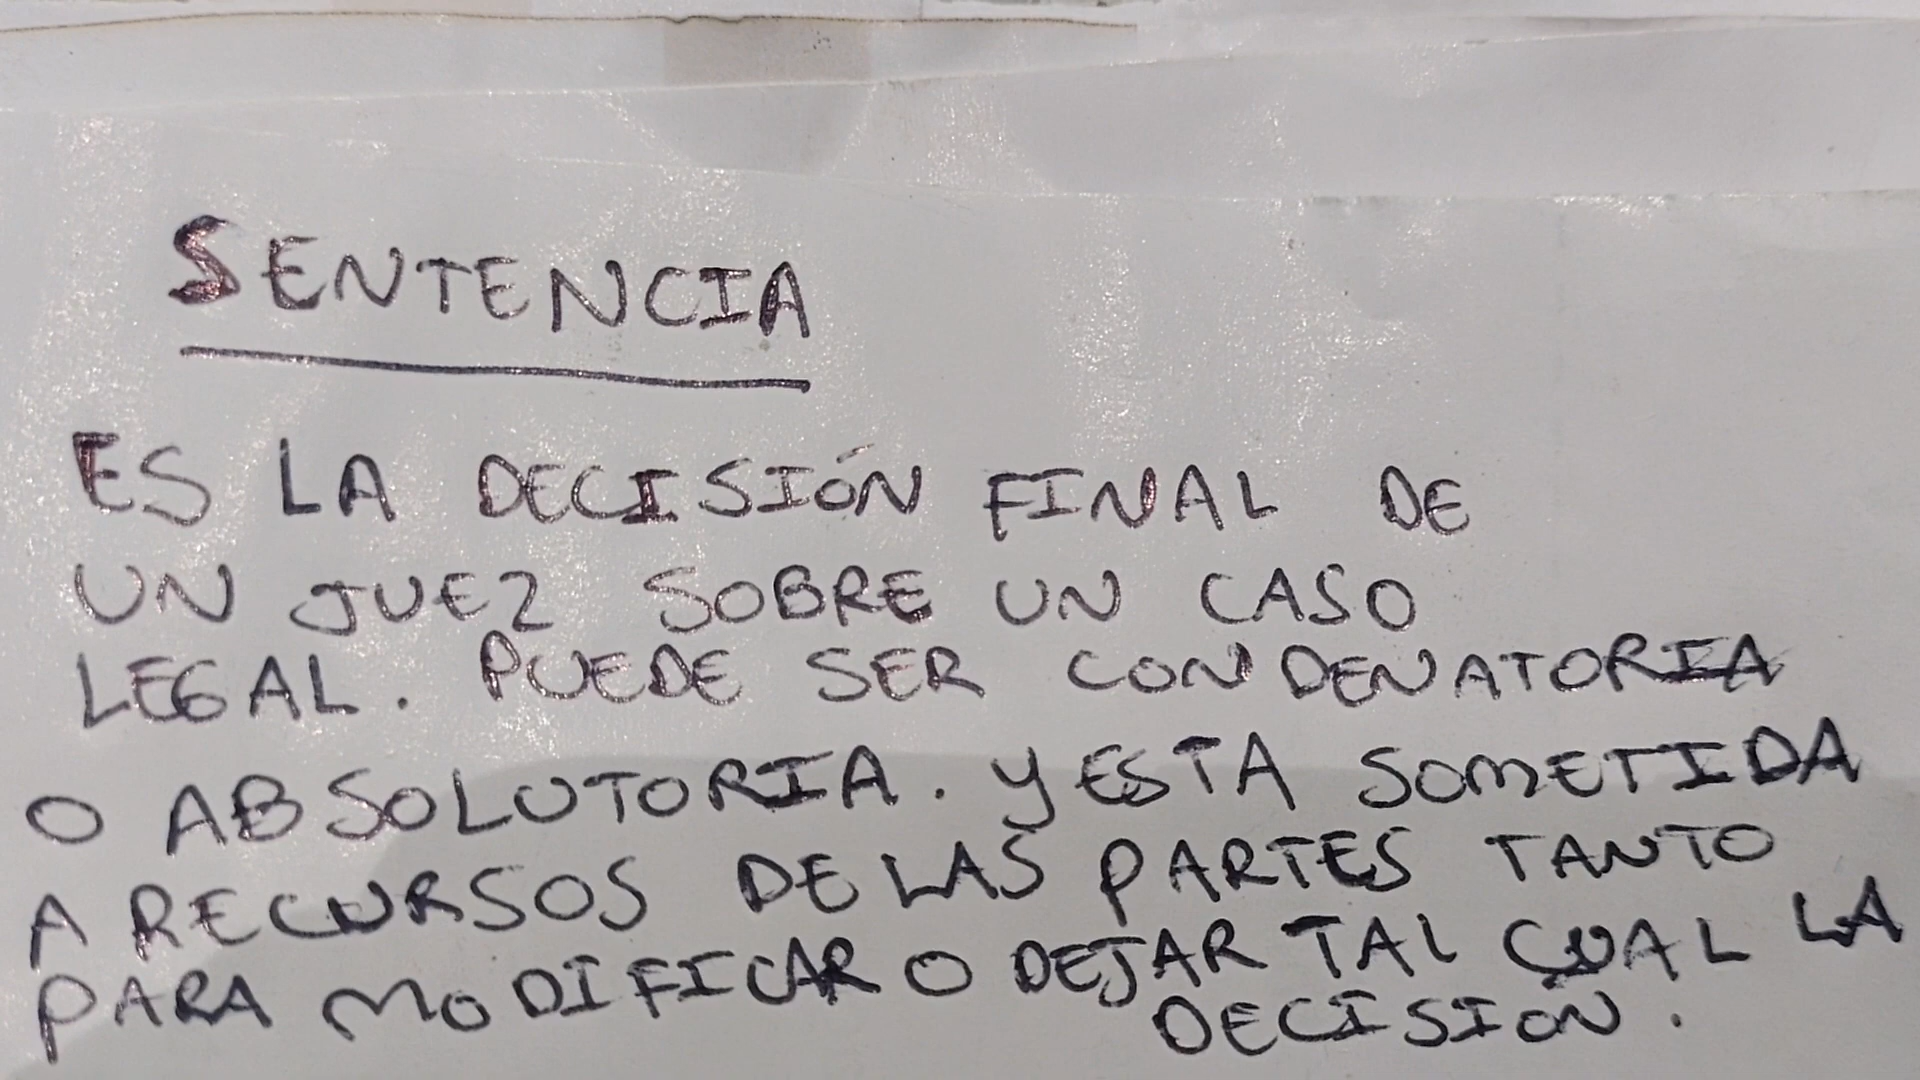 SENTENCIA
ES LA DECISIÓN FINAL DE
UN JUEZ SOBRE UN CASO
LEGAL. PUEDE SER CONDENATORIA
O ABSOLUTORIA. Y ESTA SOMETIDA
A RECURSOS DE LAS PARTES TANTO
PARA MODIFICAR O DEJAR TAL CUAL LA
DECISIÓN.